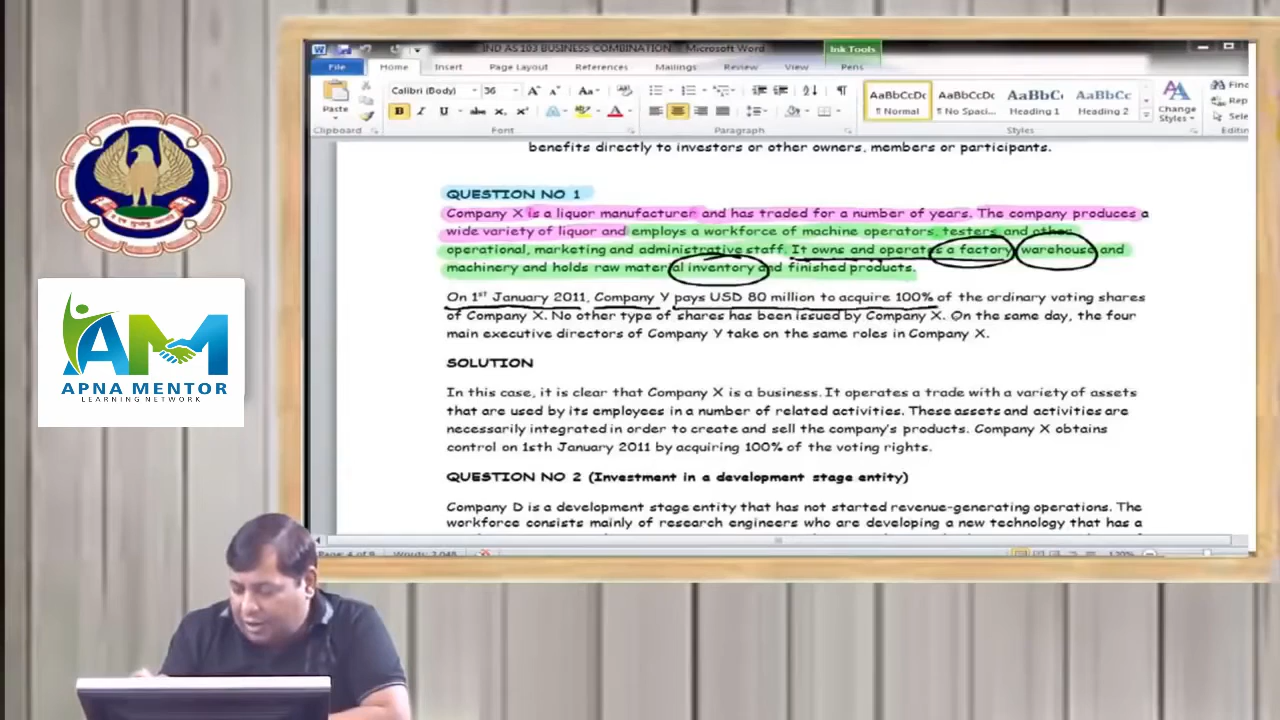 IND AS 103 BUSINESS COMBINATION - Microsoft Word
Ink Tools
File Home Insert Page Layout References Mailings Review View Pens
Paste
Calibri (Body) 36
AaBbCcDc AaBbCcDc AaBbCc AaBbCc
¶ Normal ¶ No Spaci... Heading 1 Heading 2
Change
Styles
Clipboard Font Paragraph Styles
benefits directly to investors or other owners, members or participants.
QUESTION NO 1
Company X is a liquor manufacturer and has traded for a number of years. The company produces a
wide variety of liquor and employs a workforce of machine operators, testers and other
operational, marketing and administrative staff. It owns and operates a factory warehouse and
machinery and holds raw material inventory and finished products.
On 1st January 2011, Company Y pays USD 80 million to acquire 100% of the ordinary voting shares
of Company X. No other type of shares has been issued by Company X. On the same day, the four
main executive directors of Company Y take on the same roles in Company X.
SOLUTION
In this case, it is clear that Company X is a business. It operates a trade with a variety of assets
that are used by its employees in a number of related activities. These assets and activities are
necessarily integrated in order to create and sell the company's products. Company X obtains
control on 1sth January 2011 by acquiring 100% of the voting rights.
QUESTION NO 2 (Investment in a development stage entity)
Company D is a development stage entity that has not started revenue-generating operations. The
workforce consists mainly of research engineers who are developing a new technology that has a
AM
APNA MENTOR
LEARNING NETWORK